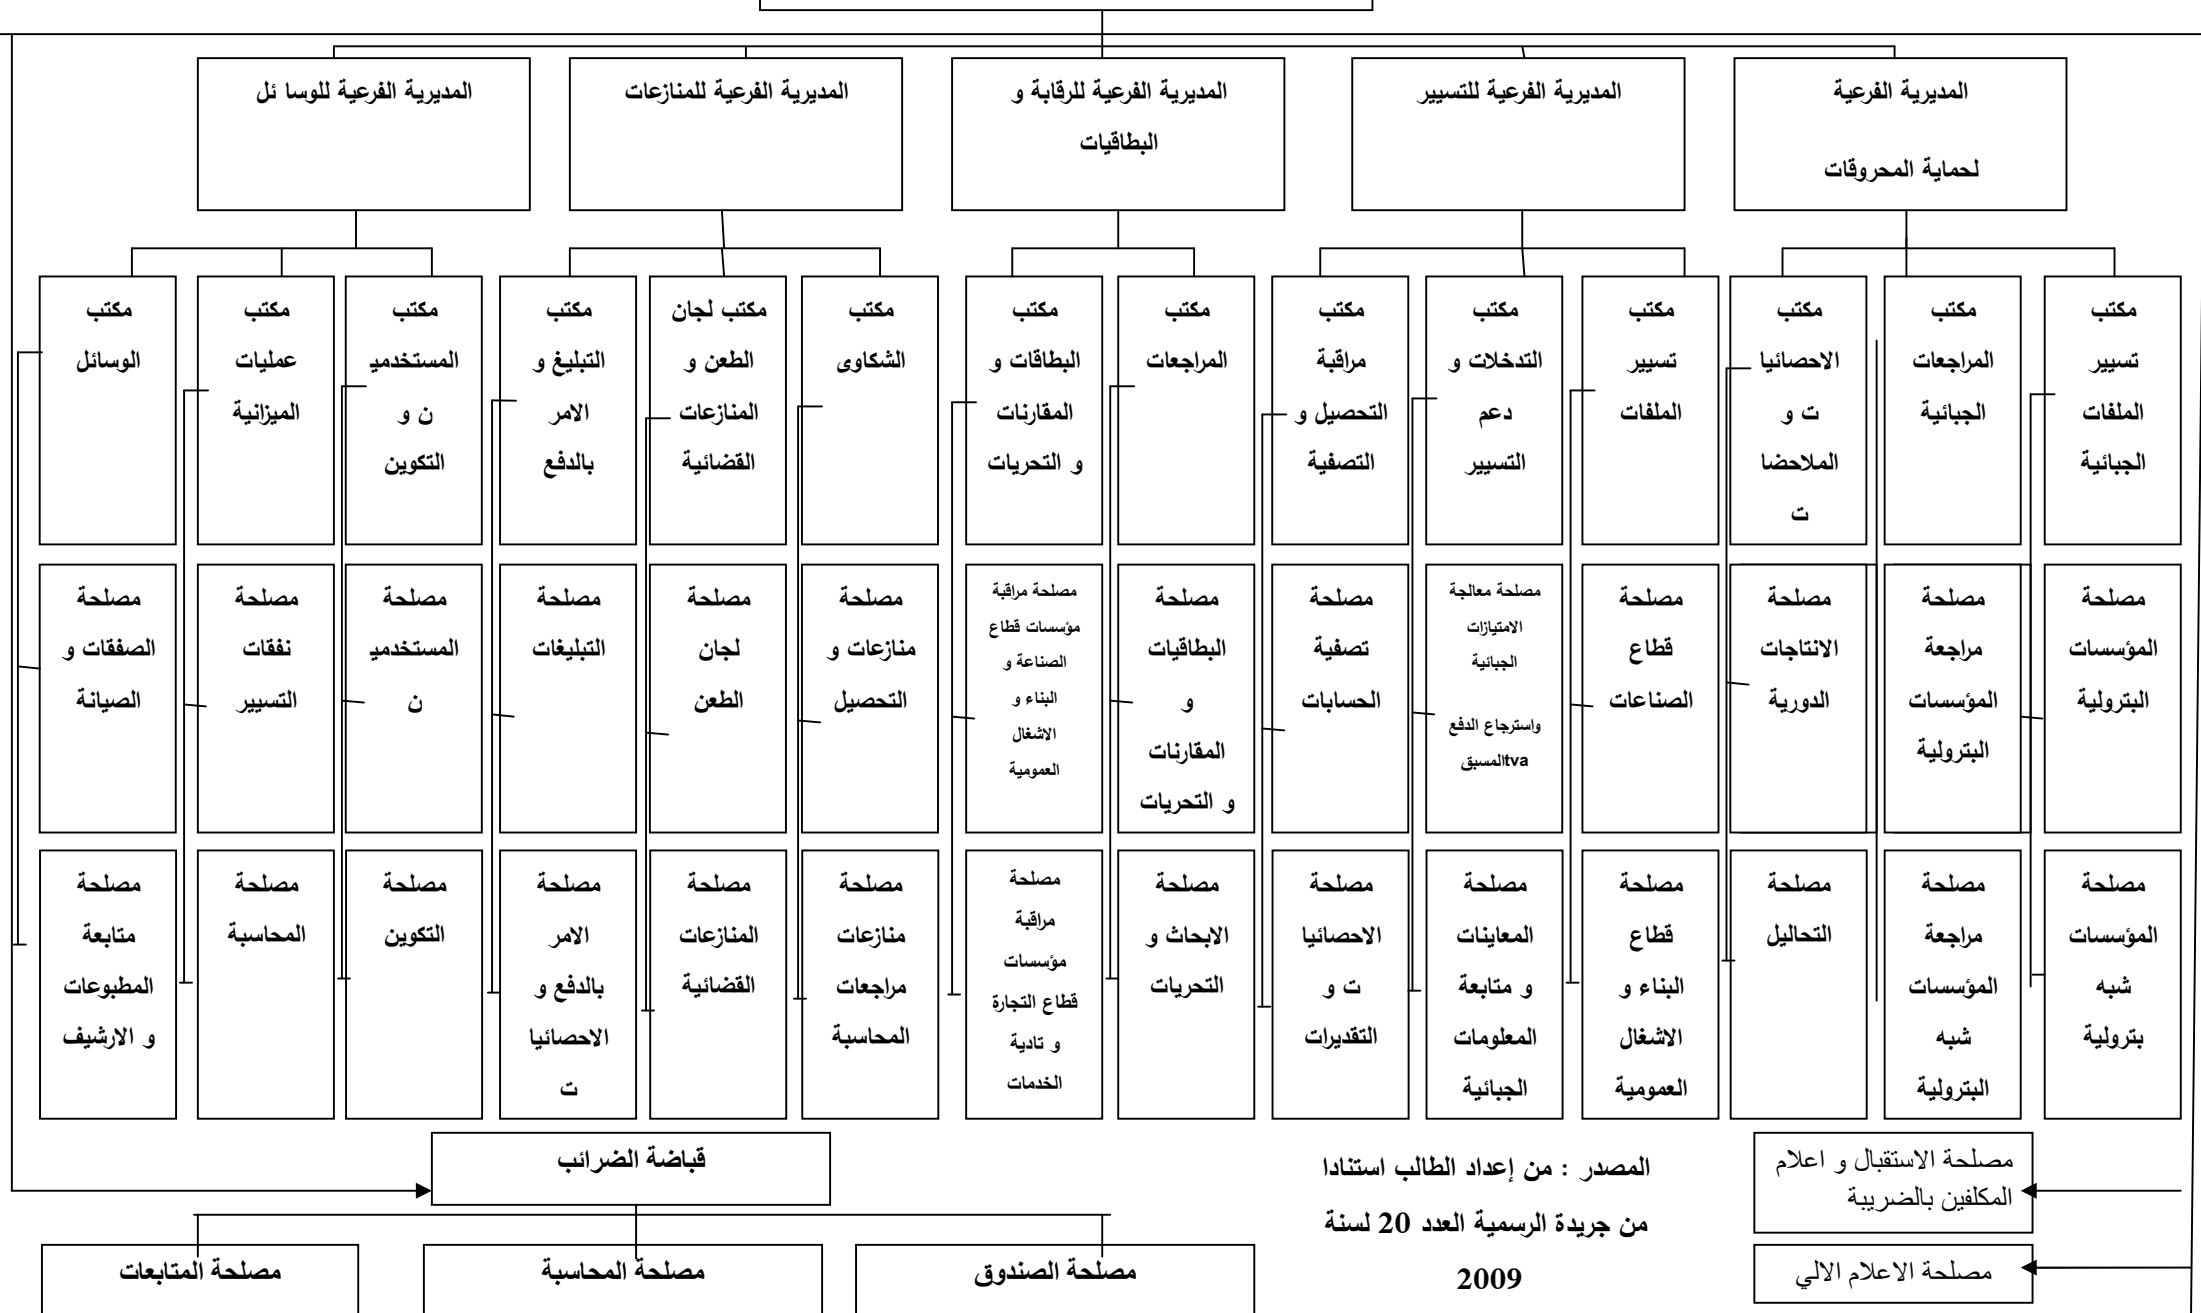 المديرية الفرعية
لحماية المحروقات
المديرية الفرعية للتسيير
المديرية الفرعية للرقابة و
البطاقيات
المديرية الفرعية للمنازعات
المديرية الفرعية للوسا ئل
مكتب
تسيير
الملفات
الجبائية
مكتب
المراجعات
الجبائية
مكتب
الاحصائيا
ت و
الملاحضا
ت
مكتب
تسيير
الملفات
مكتب
التدخلات و
دعم
التسيير
مكتب
مراقبة
التحصيل و
التصفية
مكتب
المراجعات
مكتب
البطاقات و
المقارنات
و التحريات
مكتب
الشكاوى
مكتب لجان
الطعن و
المنازعات
القضائية
مكتب
التبليغ و
الامر
بالدفع
مكتب
المستخدمي
ن و
التكوين
مكتب
عمليات
الميزانية
مكتب
الوسائل
مصلحة
المؤسسات
البترولية
مصلحة
مراجعة
المؤسسات
البترولية
مصلحة
الانتاجات
الدورية
مصلحة
قطاع
الصناعات
مصلحة معالجة
الامتيازات
الجبائية
واسترجاع الدفع
المسبقtva
مصلحة
تصفية
الحسابات
مصلحة
البطاقيات
و
المقارنات
و التحريات
مصلحة مراقبة
مؤسسات قطاع
الصناعة و
البناء و
الاشغال
العمومية
مصلحة
منازعات و
التحصيل
مصلحة
لجان
الطعن
مصلحة
التبليغات
مصلحة
المستخدمي
ن
مصلحة
نفقات
التسيير
مصلحة
الصفقات و
الصيانة
مصلحة
المؤسسات
شبه
بترولية
مصلحة
مراجعة
المؤسسات
شبه
البترولية
مصلحة
التحاليل
مصلحة
قطاع
البناء و
الاشغال
العمومية
مصلحة
المعاينات
و متابعة
المعلومات
الجبائية
مصلحة
الاحصائيا
ت و
التقديرات
مصلحة
الابحاث و
التحريات
مصلحة
مراقبة
مؤسسات
قطاع التجارة
و تادية
الخدمات
مصلحة
منازعات
مراجعات
المحاسبة
مصلحة
المنازعات
القضائية
مصلحة
الامر
بالدفع و
الاحصائيا
ت
مصلحة
التكوين
مصلحة
المحاسبة
مصلحة
متابعة
المطبوعات
و الارشيف
مصلحة الاستقبال و اعلام
المكلفين بالضريبة
مصلحة الاعلام الالي
المصدر : من إعداد الطالب استنادا
من جريدة الرسمية العدد 20 لسنة
2009
قباضة الضرائب
مصلحة الصندوق
مصلحة المحاسبة
مصلحة المتابعات